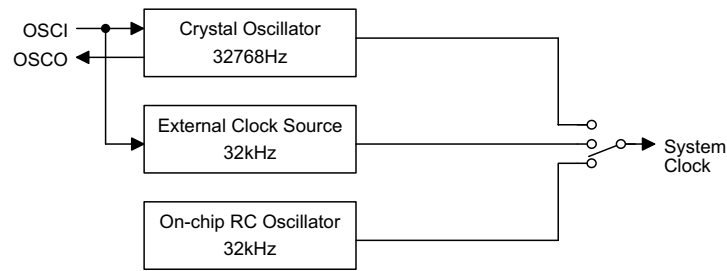 OSCI
OSCO
Crystal Oscillator
32768Hz
External Clock Source
32kHz
On-chip RC Oscillator
32kHz
System
Clock